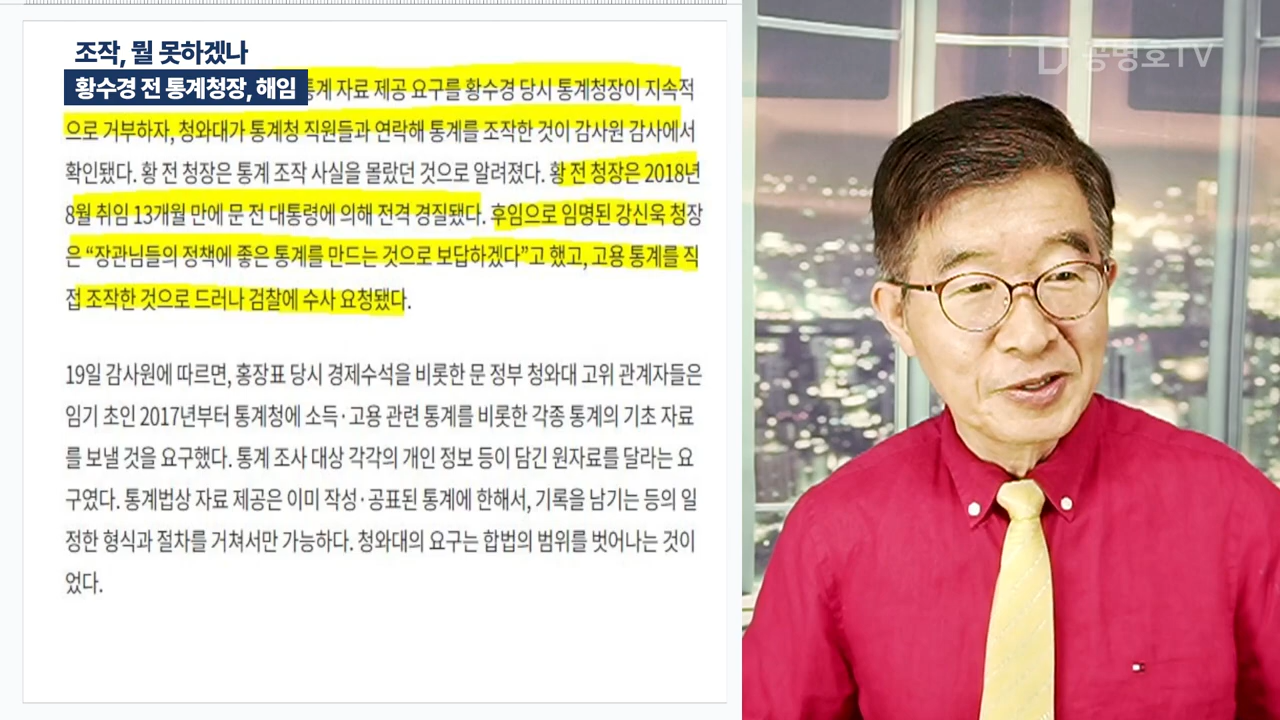 조작, 뭘 못하겠나
황수경 전 통계청장, 해임
통계 자료 제공 요구를 황수경 당시 통계청장이 지속적
으로 거부하자, 청와대가 통계청 직원들과 연락해 통계를 조작한 것이 감사원 감사에서
확인됐다. 황 전 청장은 통계 조작 사실을 몰랐던 것으로 알려졌다. 황 전 청장은 2018년
8월 취임 13개월 만에 문 전 대통령에 의해 전격 경질됐다. 후임으로 임명된 강신욱 청장
은 “장관님들의 정책에 좋은 통계를 만드는 것으로 보답하겠다”고 했고, 고용 통계를 직
접 조작한 것으로 드러나 검찰에 수사 요청됐다.
19일 감사원에 따르면, 홍장표 당시 경제수석을 비롯한 문 정부 청와대 고위 관계자들은
임기 초인 2017년부터 통계청에 소득·고용 관련 통계를 비롯한 각종 통계의 기초 자료
를 보낼 것을 요구했다. 통계 조사 대상 각각의 개인 정보 등이 담긴 원자료를 달라는 요
구였다. 통계법상 자료 제공은 이미 작성·공표된 통계에 한해서, 기록을 남기는 등의 일
정한 형식과 절차를 거쳐서만 가능하다. 청와대의 요구는 합법의 범위를 벗어나는 것이
었다.
공병호TV